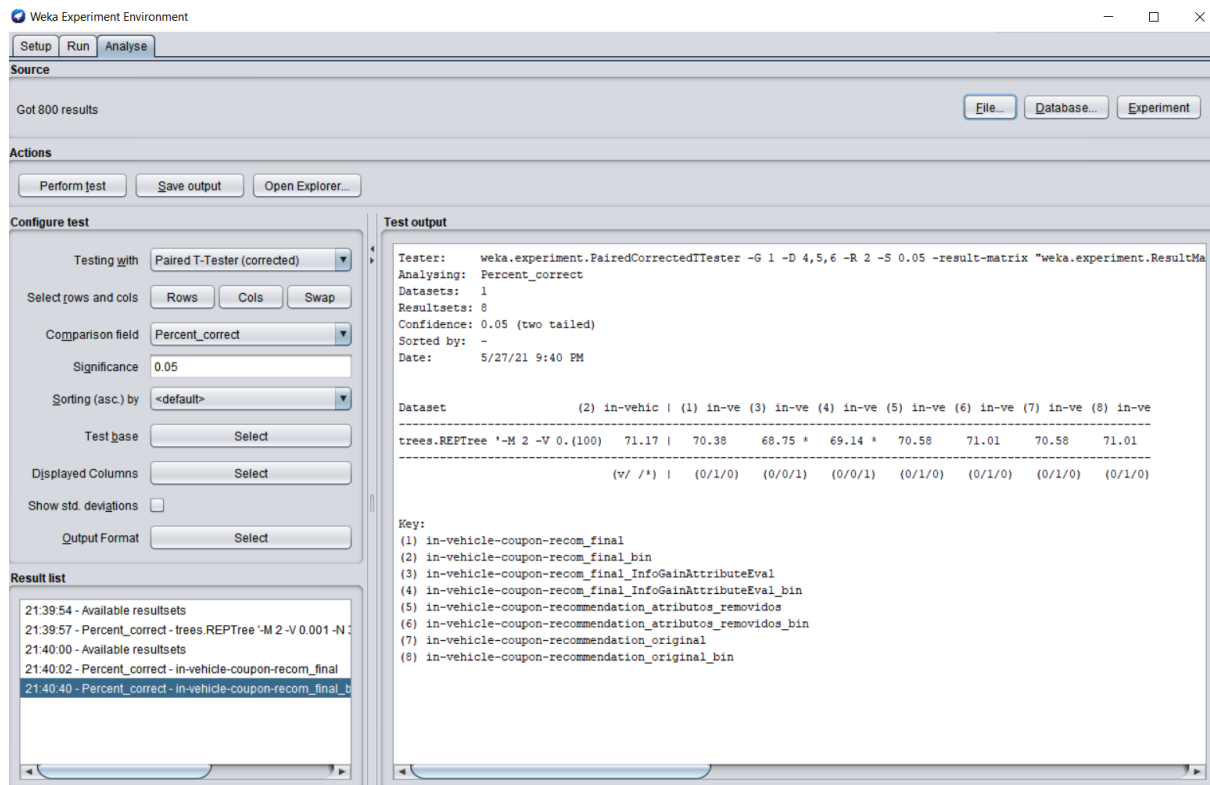 Weka Experiment Environment
Setup Run Analyse
Source
Got 800 results
File... Database... Experiment
Actions
Perform test Save output Open Explorer...
Configure test
Testing with Paired T-Tester (corrected)
Select rows and cols Rows Cols Swap
Comparison field Percent_correct
Significance 0.05
Sorting (asc.) by <default>
Test base Select
Displayed Columns Select
Show std. deviations
Output Format Select
Result list
21:39:54 - Available resultsets
21:39:57 - Percent_correct - trees.REPTree '-M 2 -V 0.001 -N 3
21:40:00 - Available resultsets
21:40:02 - Percent_correct - in-vehicle-coupon-recom_final
21:40:40 - Percent_correct - in-vehicle-coupon-recom_final_b
Test output
Tester: weka.experiment.PairedCorrectedTTester -G 1 -D 4,5,6 -R 2 -S 0.05 -result-matrix "weka.experiment.ResultMa
Analysing: Percent_correct
Datasets: 1
Resultsets: 8
Confidence: 0.05 (two tailed)
Sorted by: -
Date: 5/27/21 9:40 PM
Dataset (2) in-vehic | (1) in-ve (3) in-ve (4) in-ve (5) in-ve (6) in-ve (7) in-ve (8) in-ve
------------------------------------------------------------------------------------------------------------------
trees.REPTree '-M 2 -V 0.(100) 71.17 | 70.38 68.75 * 69.14 * 70.58 71.01 70.58 71.01
------------------------------------------------------------------------------------------------------------------
(v/ /*) | (0/1/0) (0/0/1) (0/0/1) (0/1/0) (0/1/0) (0/1/0) (0/1/0)
Key:
(1) in-vehicle-coupon-recom_final
(2) in-vehicle-coupon-recom_final_bin
(3) in-vehicle-coupon-recom_final_InfoGainAttributeEval
(4) in-vehicle-coupon-recom_final_InfoGainAttributeEval_bin
(5) in-vehicle-coupon-recommendation_atributos_removidos
(6) in-vehicle-coupon-recommendation_atributos_removidos_bin
(7) in-vehicle-coupon-recommendation_original
(8) in-vehicle-coupon-recommendation_original_bin